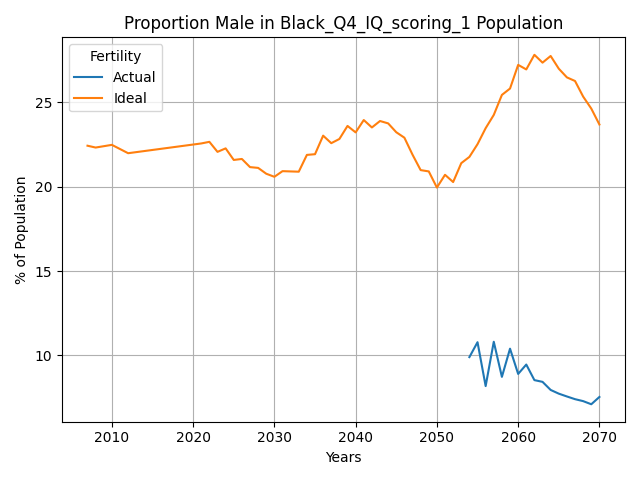 Proportion Male in Black_Q4_IQ_scoring_1 Population
Fertility
Actual
Ideal
% of Population
25
20
15
10
2010 2020 2030 2040 2050 2060 2070
Years